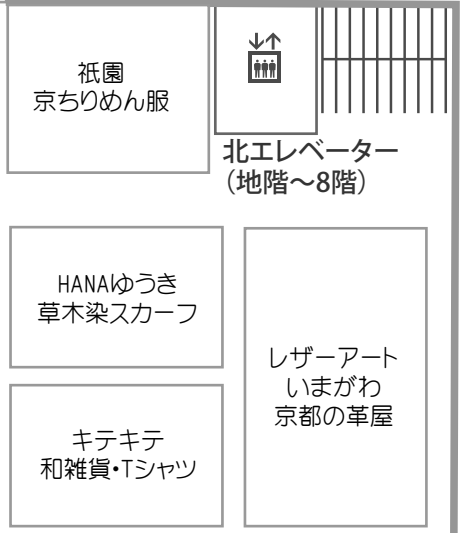 祇園
京ちりめん服
北エレベーター
（地階～8階）
HANAゆうき
草木染スカーフ
レザーアート
いまがわ
京都の革屋
キテキテ
和雑貨・Tシャツ